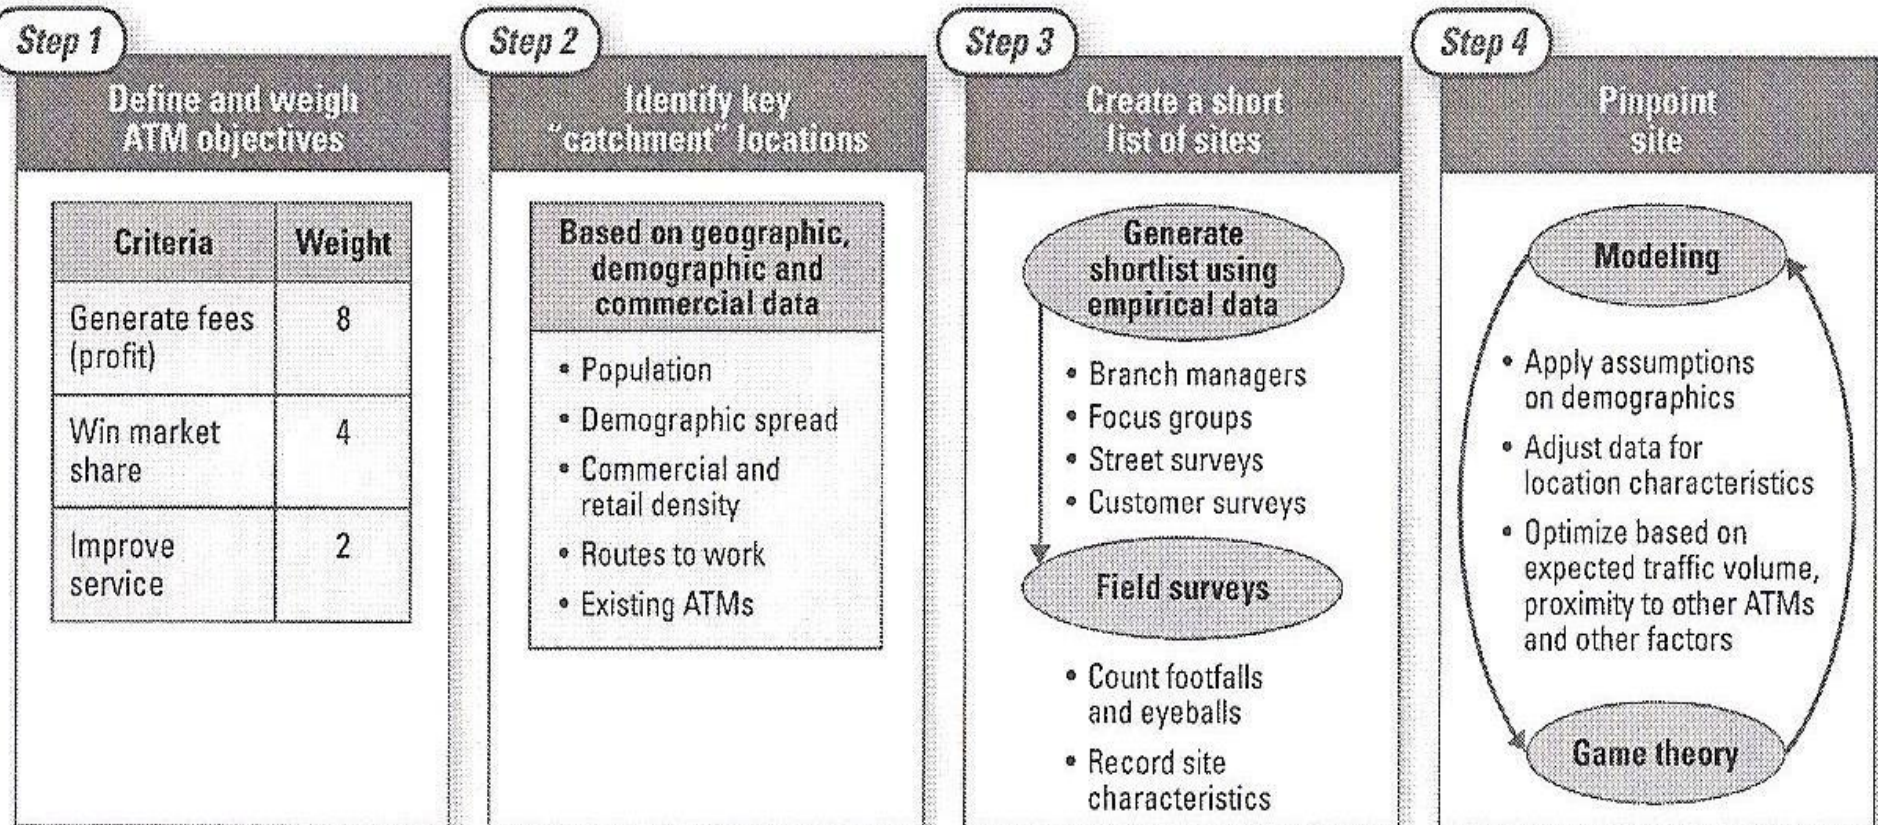 Step 1
Define and weigh
ATM objectives
Criteria
Weight
Generate fees
(profit)
8
Win market
share
4
Improve
service
2
Step 2
Identify key
"catchment" locations
Based on geographic,
demographic and
commercial data
• Population
• Demographic spread
• Commercial and
retail density
• Routes to work
• Existing ATMs
Step 3
Create a short
list of sites
Generate
shortlist using
empirical data
• Branch managers
• Focus groups
• Street surveys
• Customer surveys
Field surveys
• Count footfalls
and eyeballs
• Record site
characteristics
Step 4
Pinpoint
site
Modeling
• Apply assumptions
on demographics
• Adjust data for
location characteristics
• Optimize based on
expected traffic volume,
proximity to other ATMs
and other factors
Game theory